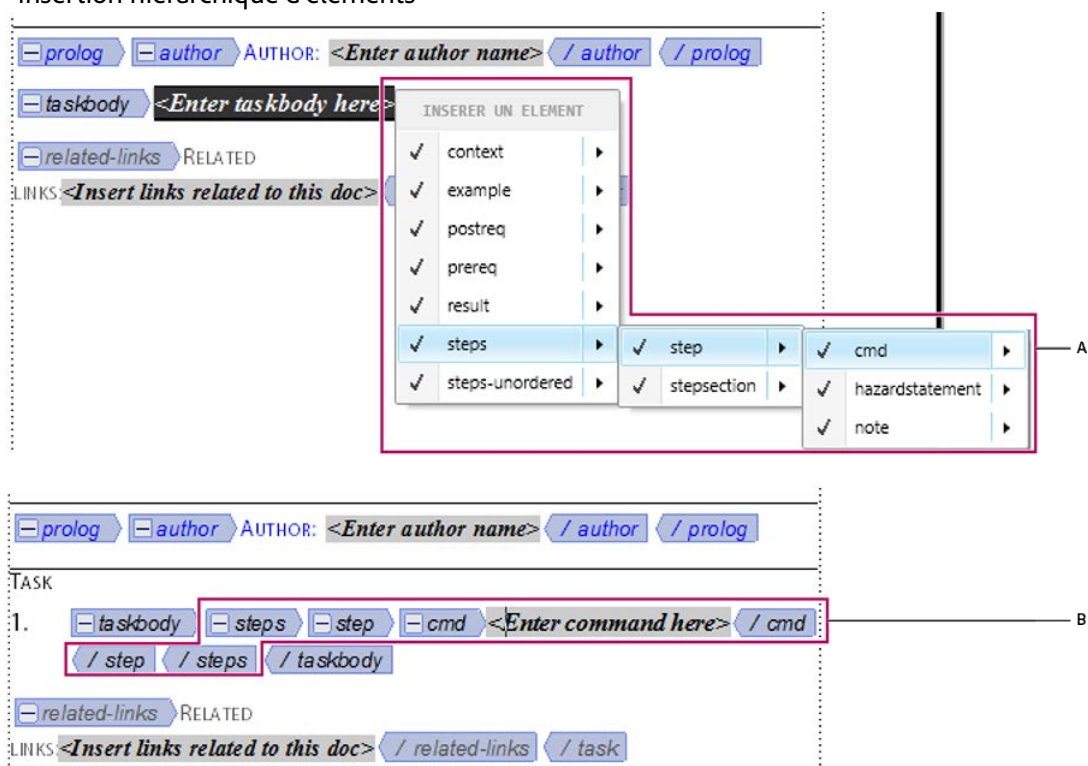 Insertion hiérarchique d'éléments
prolog author AUTHOR: <Enter author name> / author / prolog
taskbody <Enter taskbody here>
INSERER UN ELEMENT
related-links RELATED
LINKS:<Insert links related to this doc>
context
example
postreq
prereq
result
steps
steps-unordered
step
stepsection
cmd
hazardstatement
note
A
prolog author AUTHOR: <Enter author name> / author / prolog
TASK
1. taskbody steps step cmd <Enter command here> / cmd
B
/ step / steps / taskbody
related-links RELATED
LINKS:<Insert links related to this doc> / related-links / task